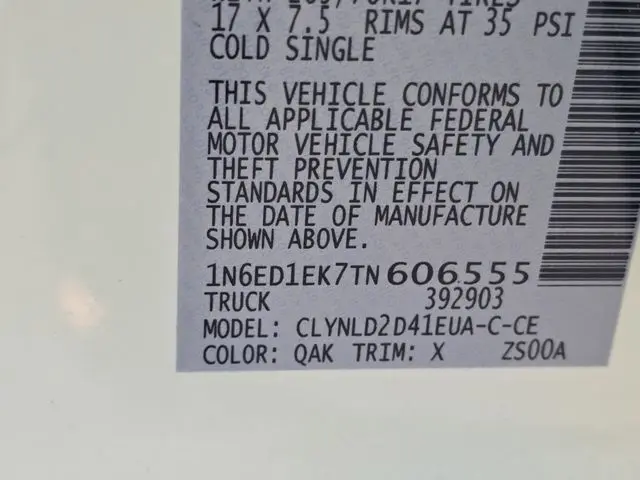 17 X 7.5 RIMS AT 35 PSI
COLD SINGLE
THIS VEHICLE CONFORMS TO
ALL APPLICABLE FEDERAL
MOTOR VEHICLE SAFETY AND
THEFT PREVENTION
STANDARDS IN EFFECT ON
THE DATE OF MANUFACTURE
SHOWN ABOVE.
1N6ED1EK7TN606555
TRUCK 392903
MODEL: CLYNLD2D41EUA-C-CE
COLOR: QAK TRIM: X ZS00A